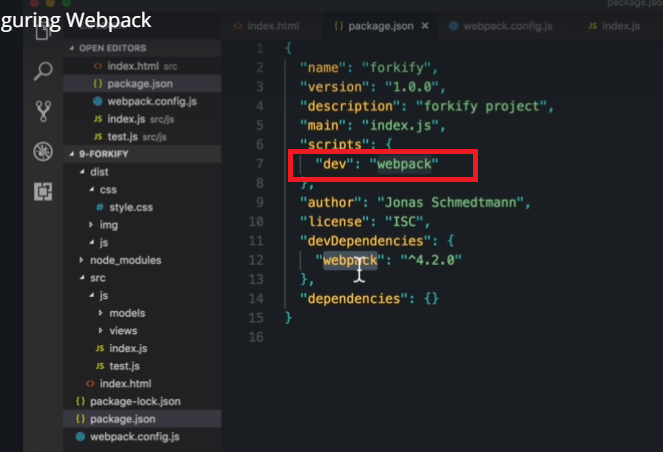 package.js
guring Webpack
index.html
package.json
webpack.config.js
index.js
OPEN EDITORS
index.html src
package.json
webpack.config.js
index.js src/js
test.js src/js
9-FORKIFY
dist
css
style.css
img
js
node_modules
src
js
models
views
index.js
test.js
index.html
package-lock.json
package.json
webpack.config.js
1 {
2 "name": "forkify",
3 "version": "1.0.0",
4 "description": "forkify project",
5 "main": "index.js",
6 "scripts": {
7 "dev": "webpack"
8 },
9 "author": "Jonas Schmedtmann",
10 "license": "ISC",
11 "devDependencies": {
12 "webpack": "^4.2.0"
13 },
14 "dependencies": {}
15 }
16